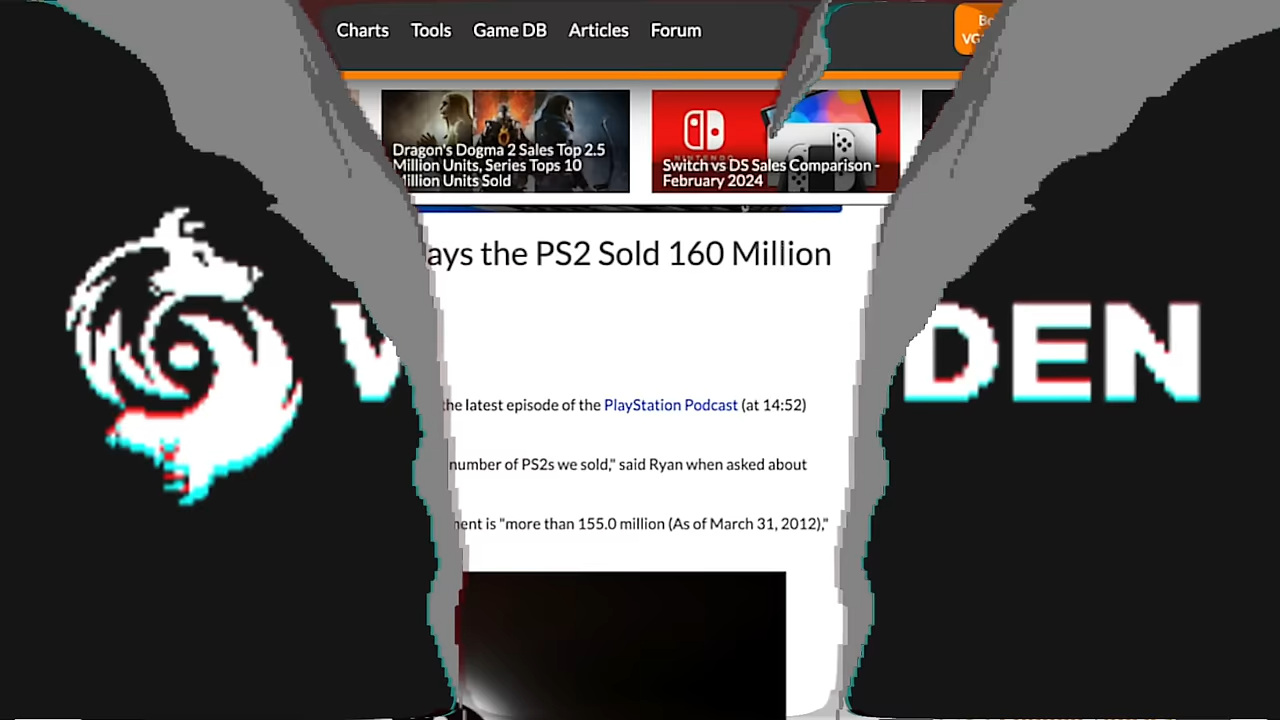 Charts Tools Game DB Articles Forum
Dragon's Dogma 2 Sales Top 2.5
Million Units, Series Tops 10
Million Units Sold
Switch vs DS Sales Comparison -
February 2024
ays the PS2 Sold 160 Million
DEN
the latest episode of the PlayStation Podcast (at 14:52)
number of PS2s we sold," said Ryan when asked about
ent is "more than 155.0 million (As of March 31, 2012),"